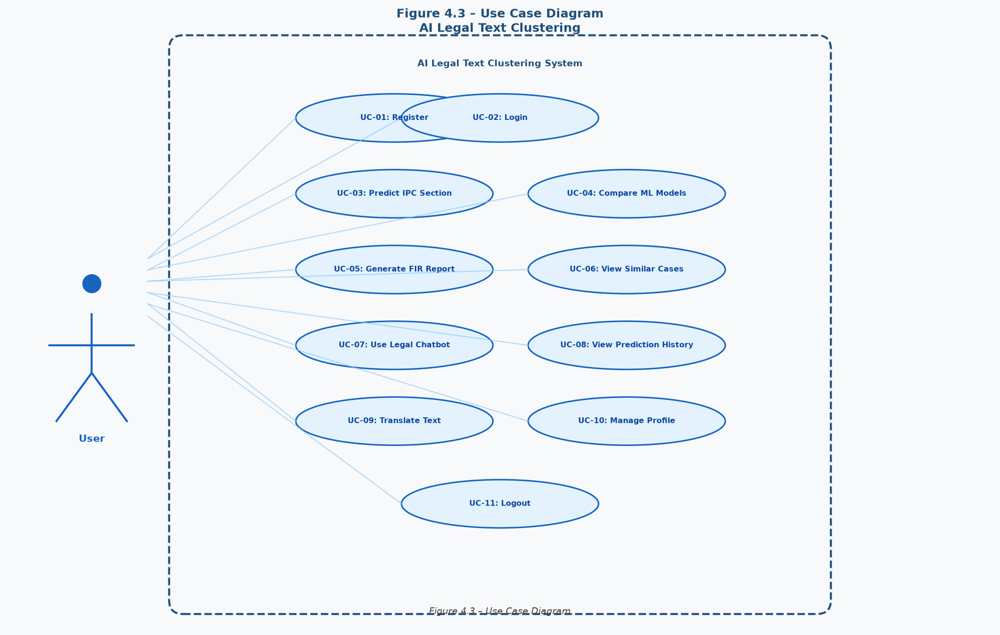 Figure 4.3 – Use Case Diagram
AI Legal Text Clustering
AI Legal Text Clustering System
UC-01: Register
UC-02: Login
UC-03: Predict IPC Section
UC-04: Compare ML Models
UC-05: Generate FIR Report
UC-06: View Similar Cases
UC-07: Use Legal Chatbot
UC-08: View Prediction History
UC-09: Translate Text
UC-10: Manage Profile
User
UC-11: Logout
Figure 4.3 – Use Case Diagram